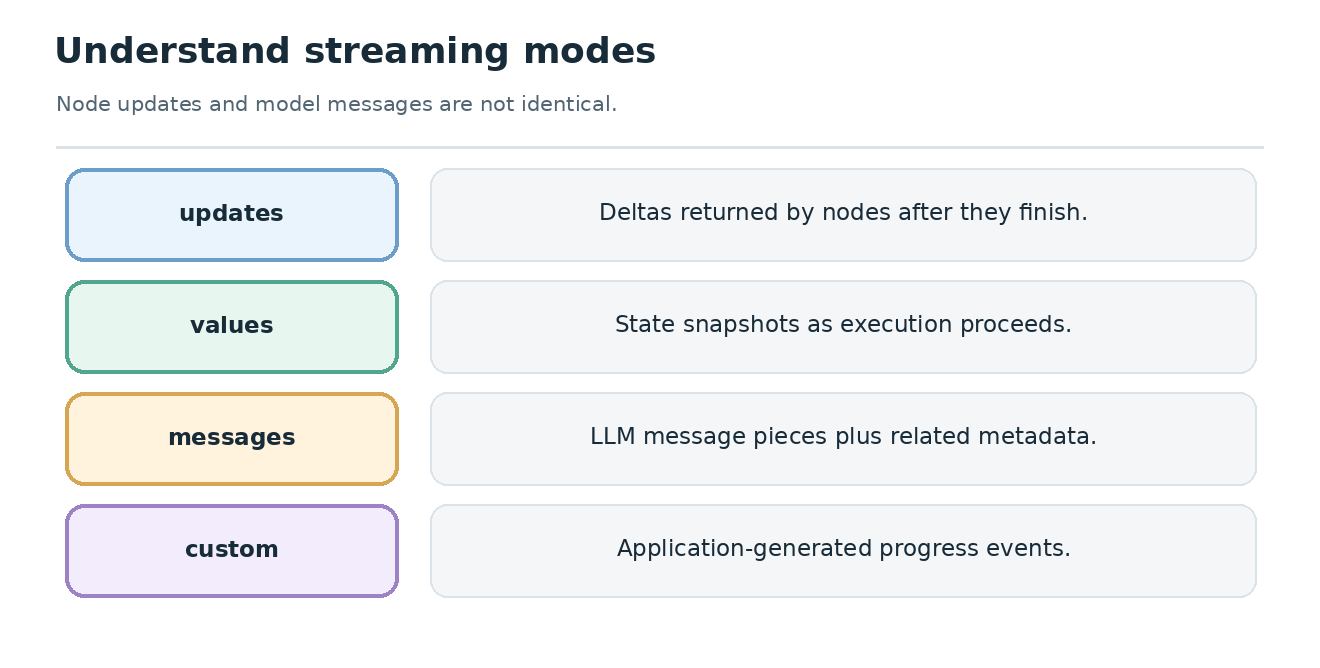 Understand streaming modes
Node updates and model messages are not identical.
updates
Deltas returned by nodes after they finish.
values
State snapshots as execution proceeds.
messages
LLM message pieces plus related metadata.
custom
Application-generated progress events.